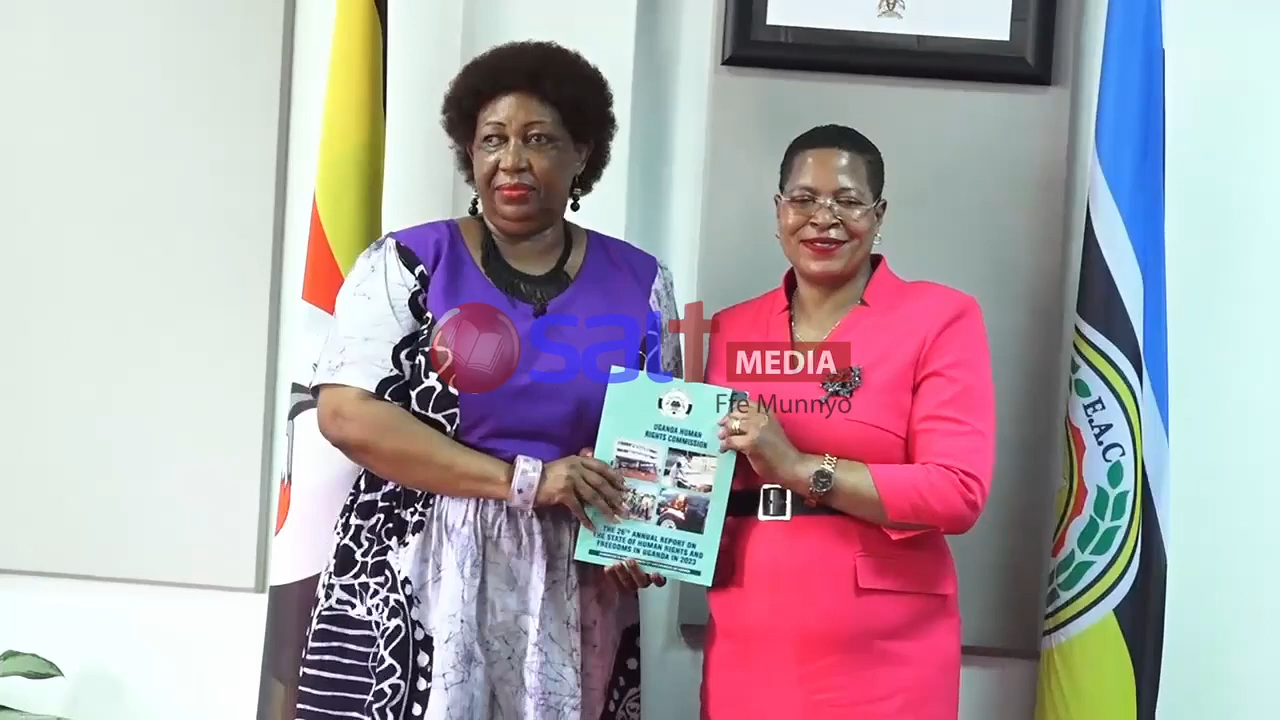 salt
MEDIA
Ffe Munnyo
UGANDA HUMAN
RIGHTS COMMISSION
THE 26TH ANNUAL REPORT ON
THE STATE OF HUMAN RIGHTS AND
FREEDOMS IN UGANDA IN 2023
E.A.C